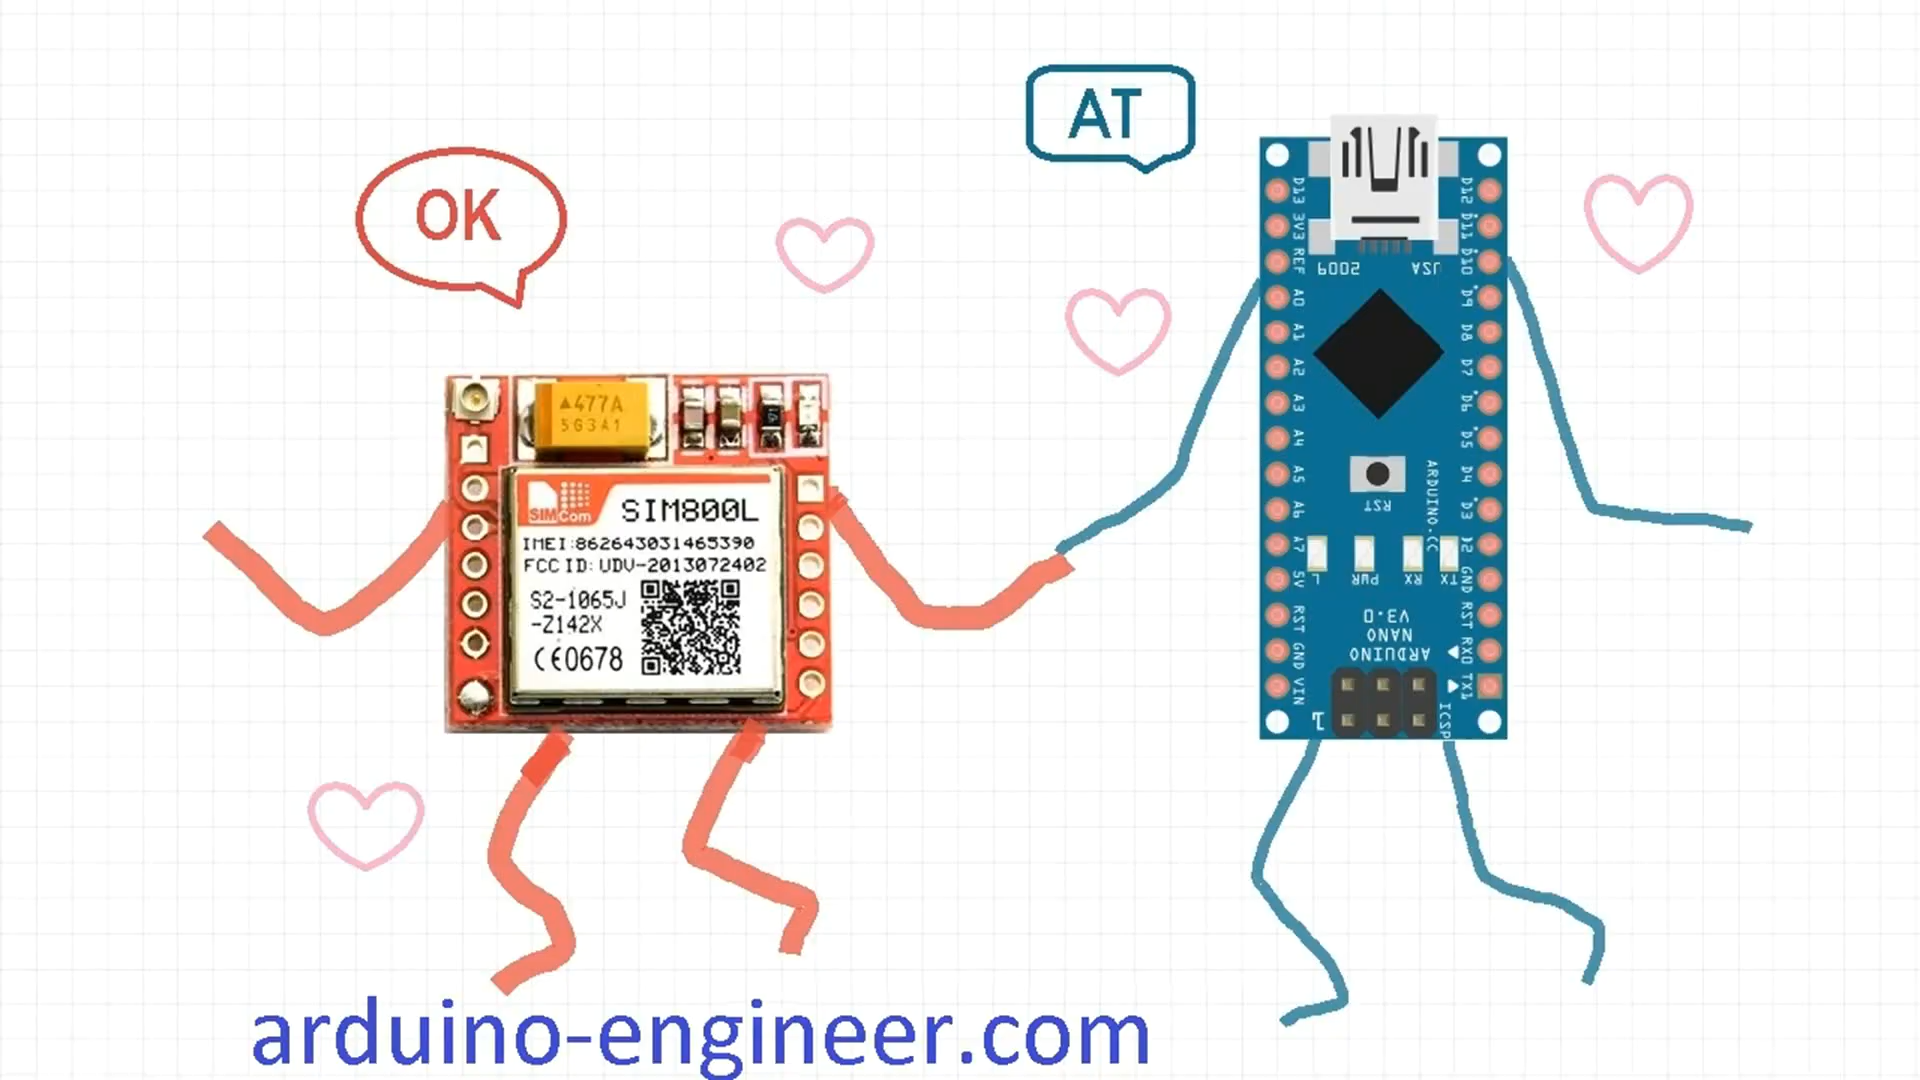 AT
OK
477A
5G3A1
SIMCom
SIM800L
IMEI:862643031465390
FCC ID: UDV-2013072402
S2-1065J
-Z142X
CE0678
D13
3V3
REF
A0
A1
A2
A3
A4
A5
A6
A7
5V
RST
GND
VIN
D12
D11
D10
D9
D8
D7
D6
D5
D4
D3
D2
GND
RST
RX0
TX1
USA
2009
RST
ARDUINO.CC
TX
RX
PWR
L
ARDUINO
NANO
V3.0
ICSP
1
arduino-engineer.com